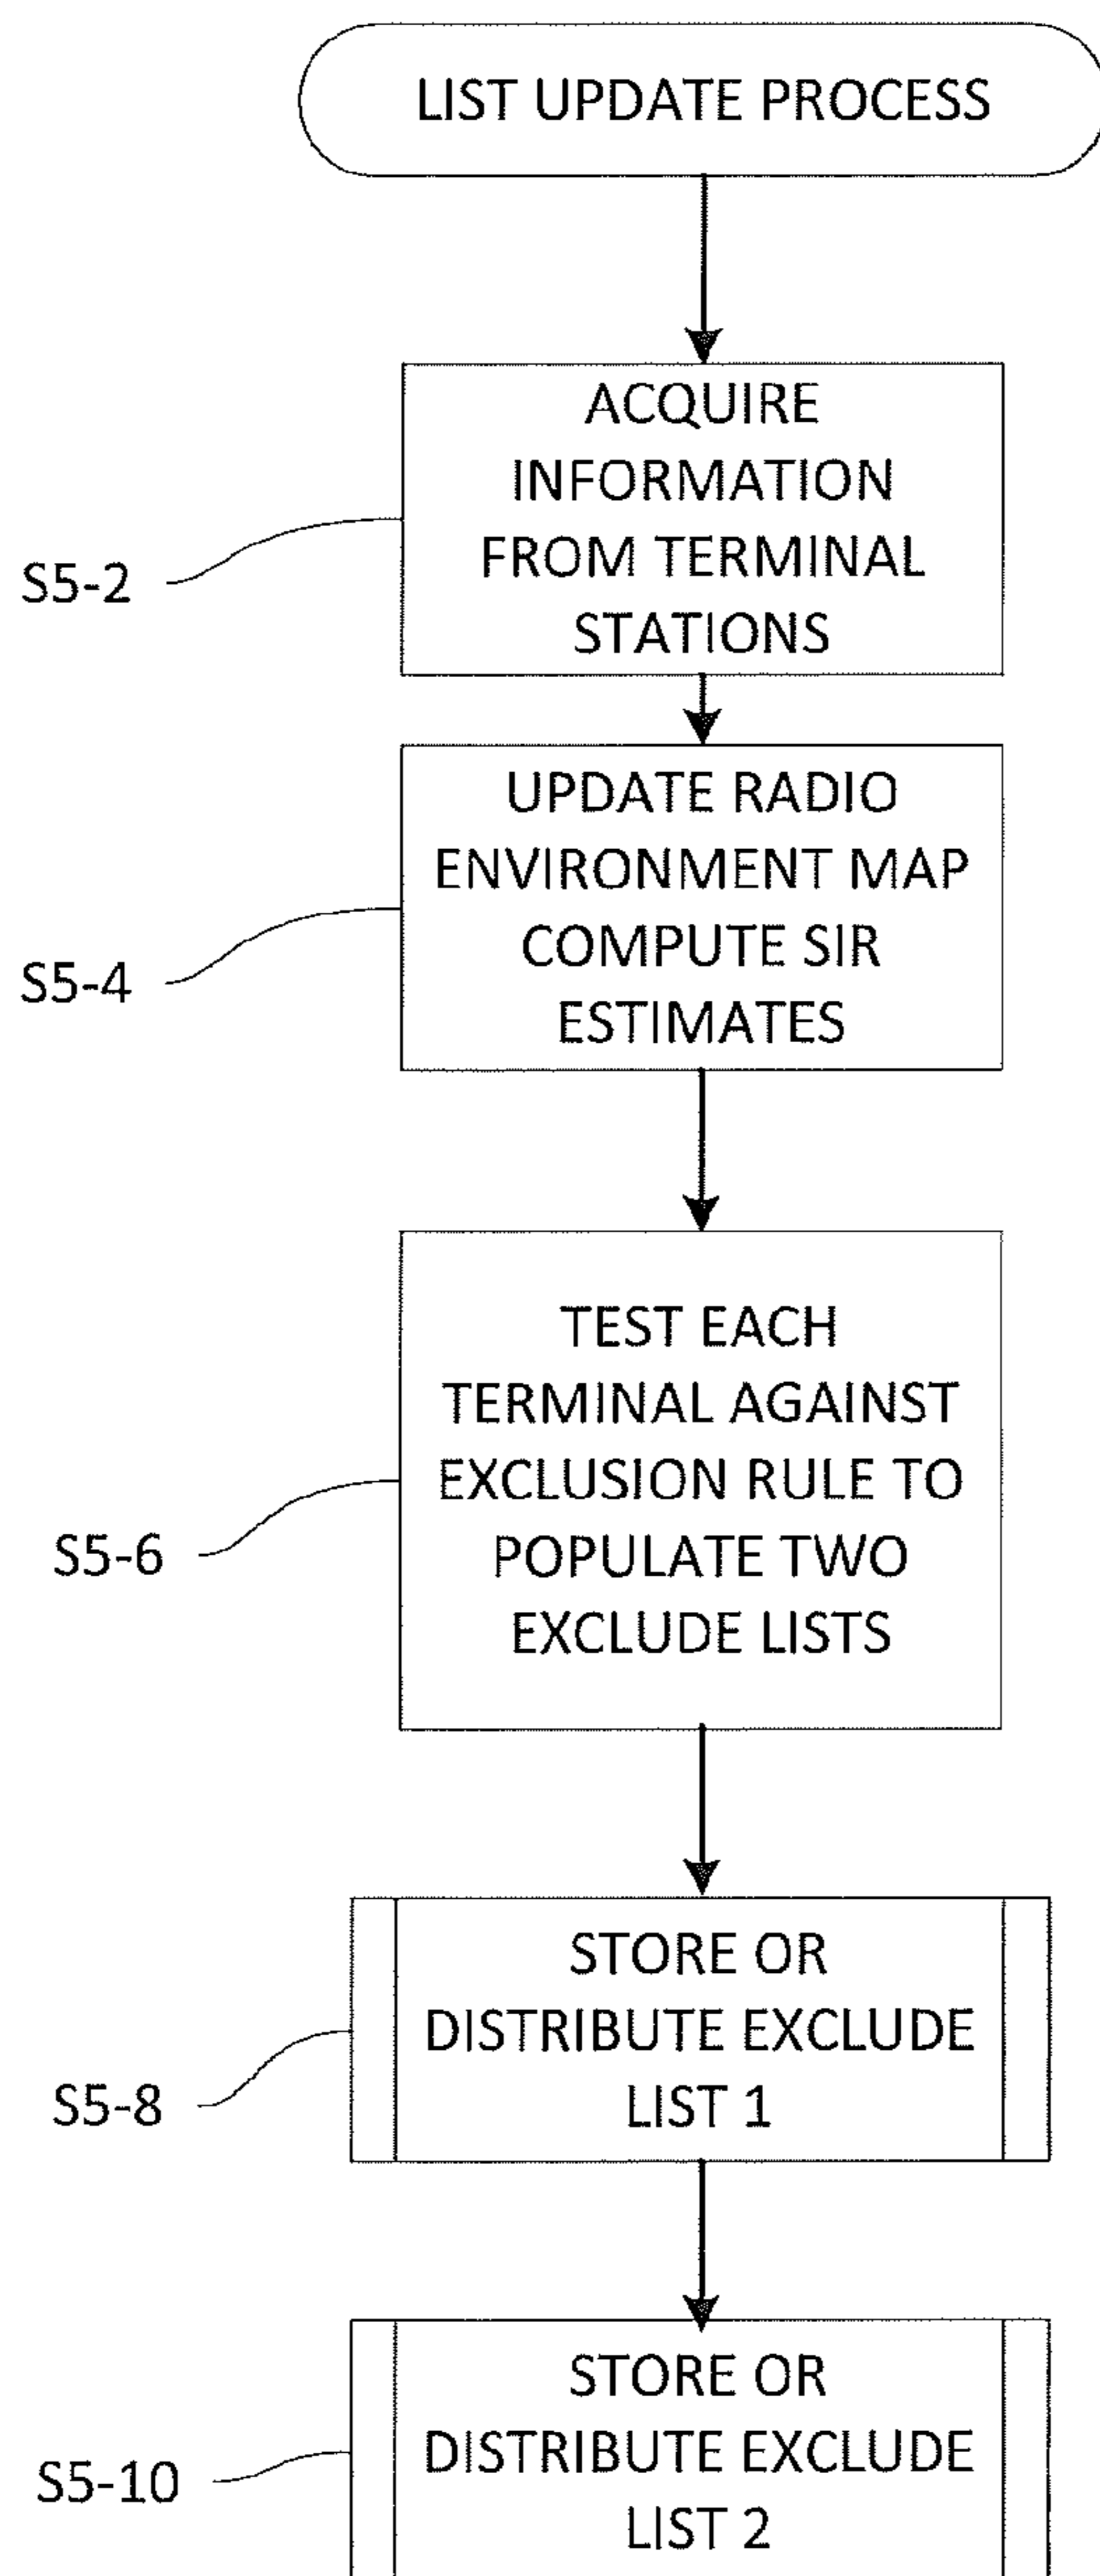 LIST UPDATE PROCESS
ACQUIRE
INFORMATION
FROM TERMINAL
STATIONS
S5-2
UPDATE RADIO
ENVIRONMENT MAP
COMPUTE SIR
ESTIMATES
S5-4
TEST EACH
TERMINAL AGAINST
EXCLUSION RULE TO
POPULATE TWO
EXCLUDE LISTS
S5-6
STORE OR
DISTRIBUTE EXCLUDE
LIST 1
S5-8
STORE OR
DISTRIBUTE EXCLUDE
LIST 2
S5-10